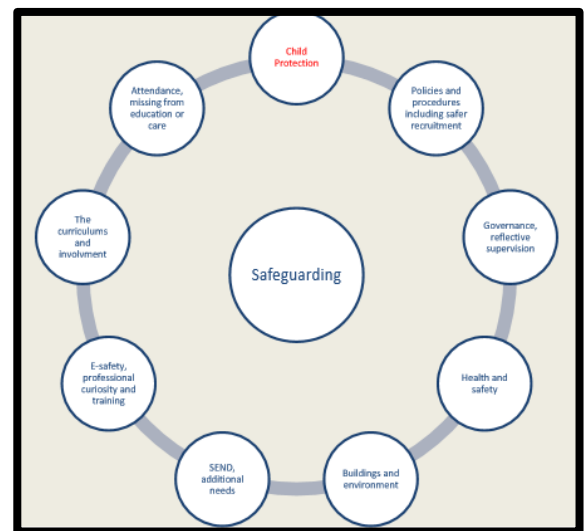 Child
Protection
Policies and
procedures
including safer
recruitment
Governance,
reflective
supervision
Health and
safety
Buildings and
environment
SEND,
additional
needs
E-safety,
professional
curiosity and
training
The
curriculums
and
involvment
Attendance,
missing from
education or
care
Safeguarding